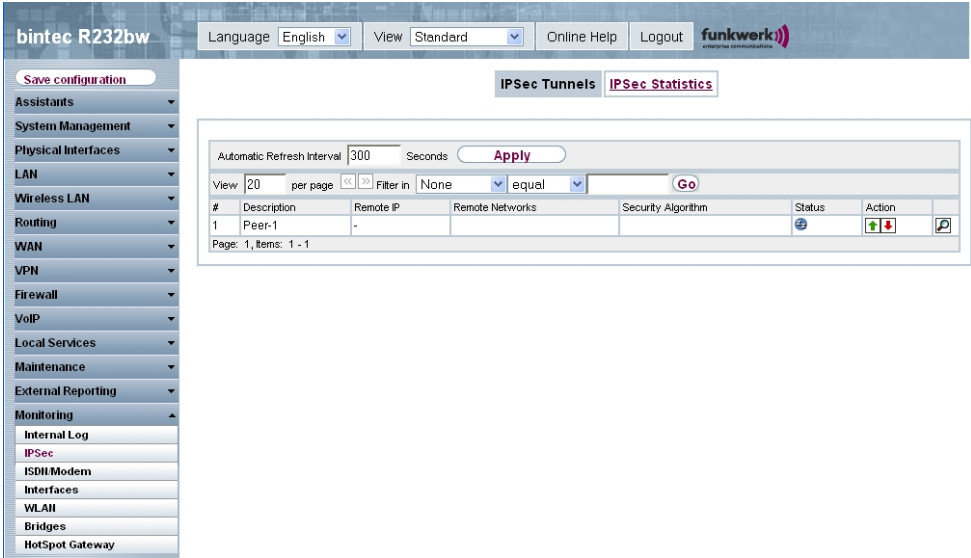 bintec R232bw
Language English View Standard Online Help Logout funkwerk
enterprise communications
Save configuration
Assistants
System Management
Physical Interfaces
LAN
Wireless LAN
Routing
WAN
VPN
Firewall
VoIP
Local Services
Maintenance
External Reporting
Monitoring
Internal Log
IPSec
ISDN/Modem
Interfaces
WLAN
Bridges
HotSpot Gateway
IPSec Tunnels IPSec Statistics
Automatic Refresh Interval 300 Seconds Apply
View 20 per page << >> Filter in None equal Go
# Description Remote IP Remote Networks Security Algorithm Status Action
1 Peer-1 -
Page: 1, Items: 1 - 1